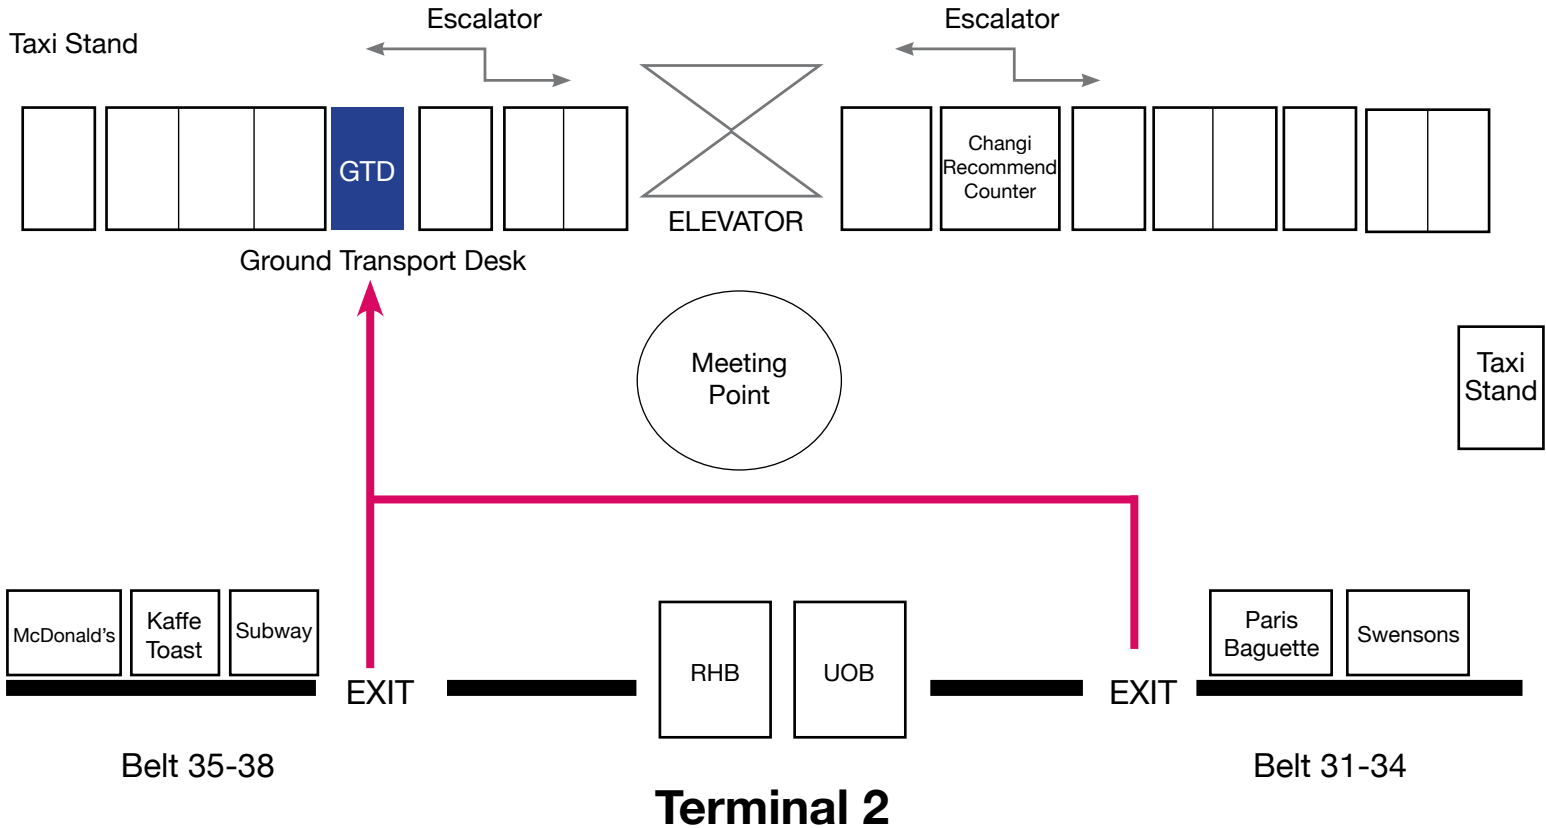 Escalator
Escalator
Taxi Stand
GTD
Changi
Recommend
Counter
ELEVATOR
Ground Transport Desk
Meeting
Point
Taxi
Stand
McDonald's
Kaffe
Toast
Subway
RHB
UOB
Paris
Baguette
Swensons
EXIT
EXIT
Belt 35-38
Belt 31-34
Terminal 2